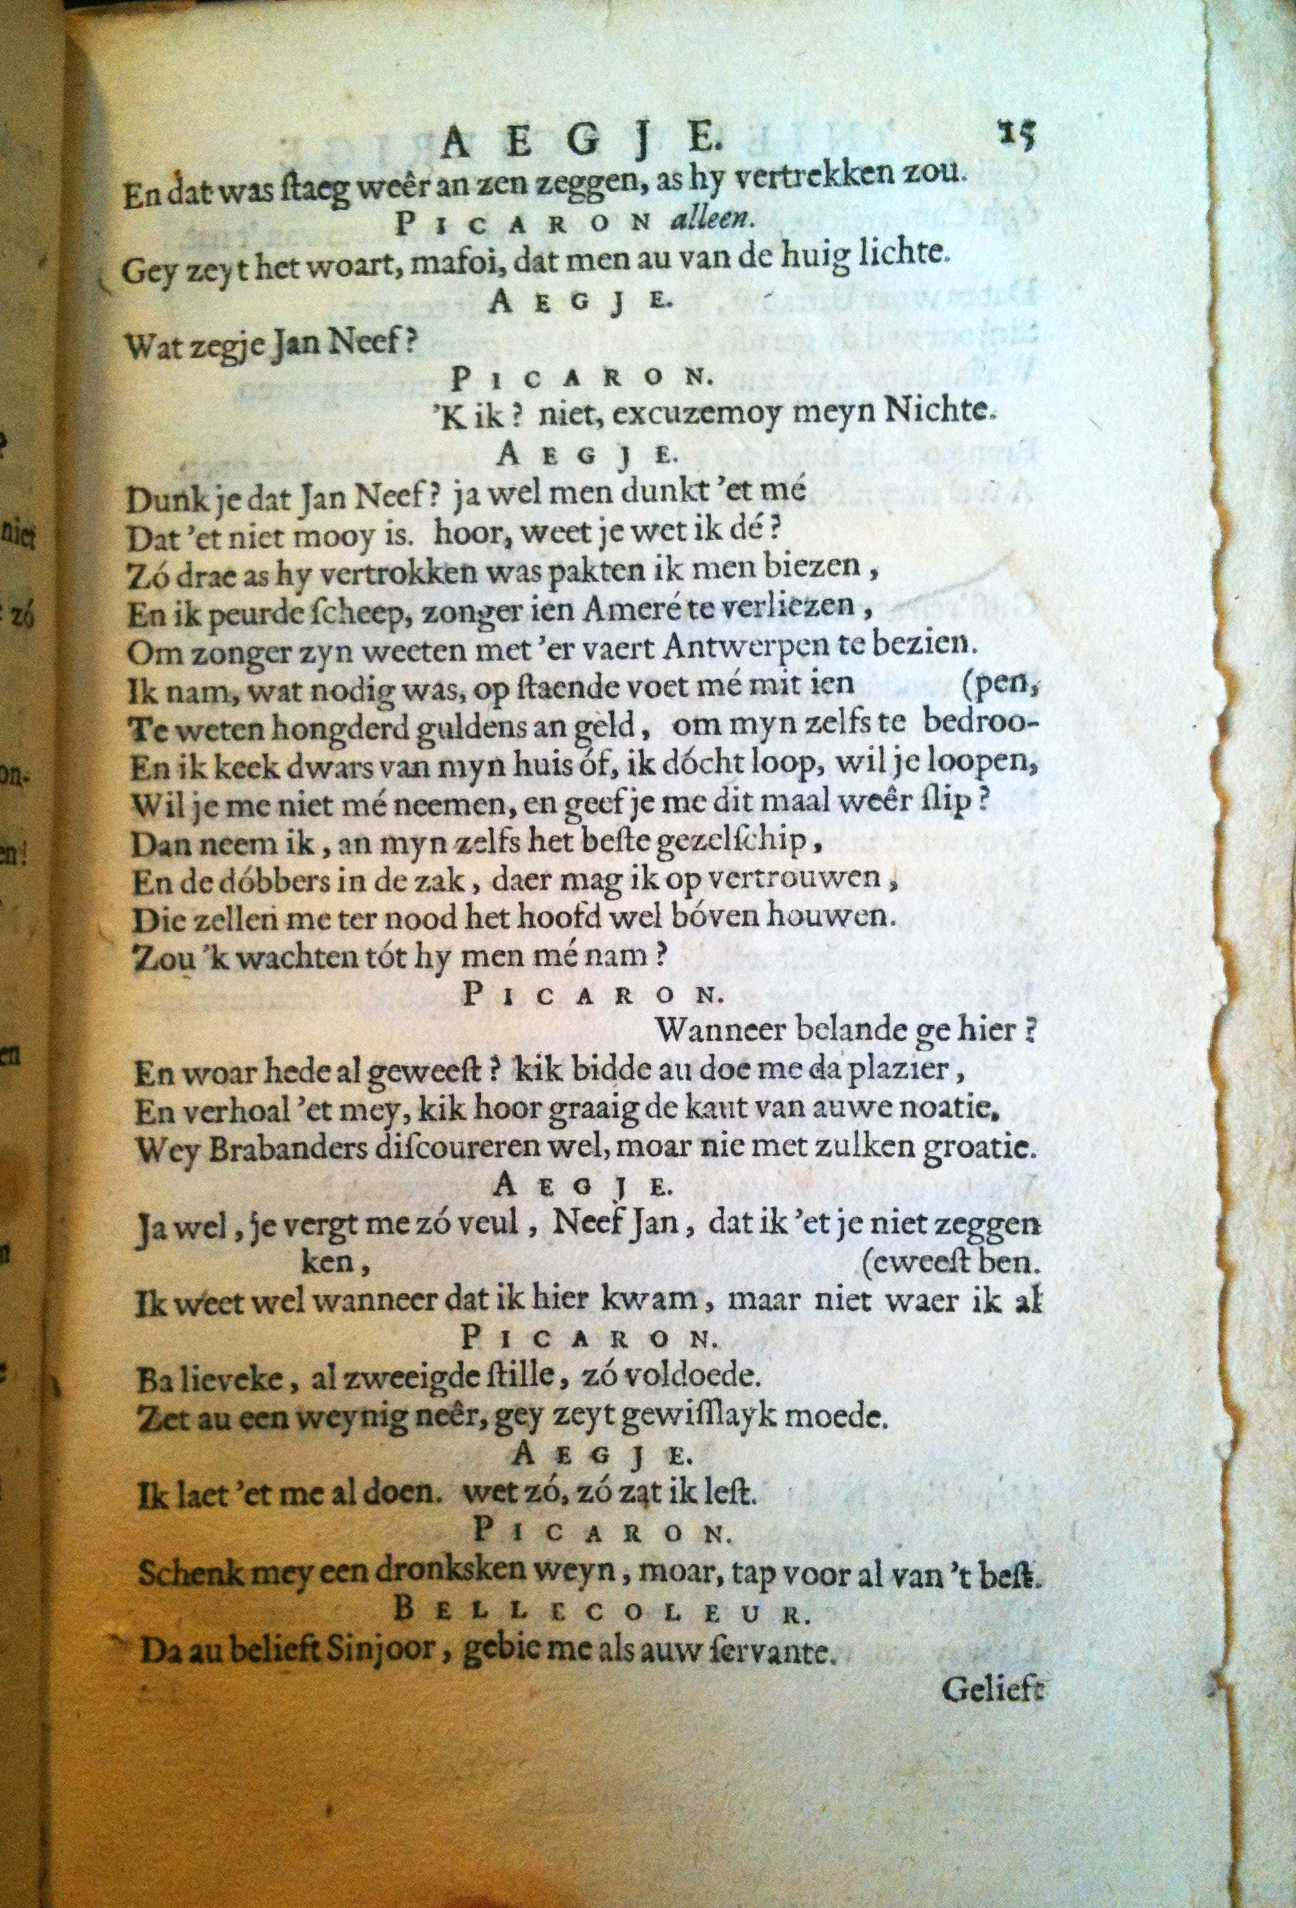 AEGJE. 15
En dat was ſtaeg weêr an zen zeggen, as hy vertrekken zou.
PICARON alleen.
Gey zeyt het woart, mafoi, dat men au van de huig lichte.
AEGJE.
Wat zegje Jan Neef?
PICARON.
'K ik? niet, excuzemoy meyn Nichte.
AEGJE.
Dunk je dat Jan Neef? ja wel men dunkt 'et mé
Dat 'et niet mooy is. hoor, weet je wet ik dé?
Zó drae as hy vertrokken was pakten ik men biezen,
En ik peurde ſcheep, zonger ien Ameré te verliezen,
Om zonger zyn weeten met 'er vaert Antwerpen te bezien.
Ik nam, wat nodig was, op ſtaende voet mé mit ien (pen,
Te weten hongderd guldens an geld, om myn zelfs te bedroo-
En ik keek dwars van myn huis óf, ik dócht loop, wil je loopen,
Wil je me niet mé neemen, en geef je me dit maal weêr ſlip?
Dan neem ik, an myn zelfs het beſte gezelſchip,
En de dóbbers in de zak, daer mag ik op vertrouwen,
Die zellen me ter nood het hoofd wel bóven houwen.
Zou 'k wachten tót hy men mé nam?
PICARON.
Wanneer belande ge hier?
En woar hede al geweeſt? kik bidde au doe me da plazier,
En verhoal 'et mey, kik hoor graaig de kaut van auwe noatie.
Wey Brabanders diſcoureren wel, moar nie met zulken groatie.
AEGJE.
Ja wel, je vergt me zó veul, Neef Jan, dat ik 'et je niet zeggen
ken, (eweeſt ben.
Ik weet wel wanneer dat ik hier kwam, maar niet waer ik al
PICARON.
Ba lieveke, al zweeigde ſtille, zó voldoede.
Zet au een weynig neêr, gey zeyt gewiſſlayk moede.
AEGJE.
Ik laet 'et me al doen. wet zó, zó zat ik leſt.
PICARON.
Schenk mey een dronksken weyn, moar, tap voor al van 't beſt.
BELLECOLEUR.
Da au belieft Sinjoor, gebie me als auw ſervante.
Gelieft
niet
zó
on-
en!
en